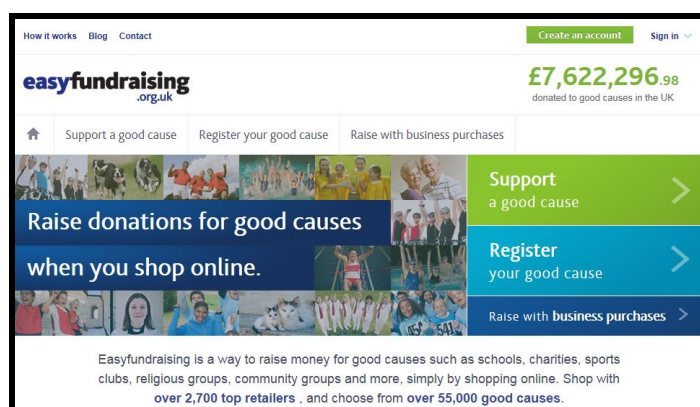 How it works Blog Contact
Create an account Sign in
easyfundraising
.org.uk
£7,622,296.98
donated to good causes in the UK
Support a good cause Register your good cause Raise with business purchases
Raise donations for good causes
when you shop online.
Support
a good cause
Register
your good cause
Raise with business purchases
Easyfundraising is a way to raise money for good causes such as schools, charities, sports
clubs, religious groups, community groups and more, simply by shopping online. Shop with
over 2,700 top retailers , and choose from over 55,000 good causes.